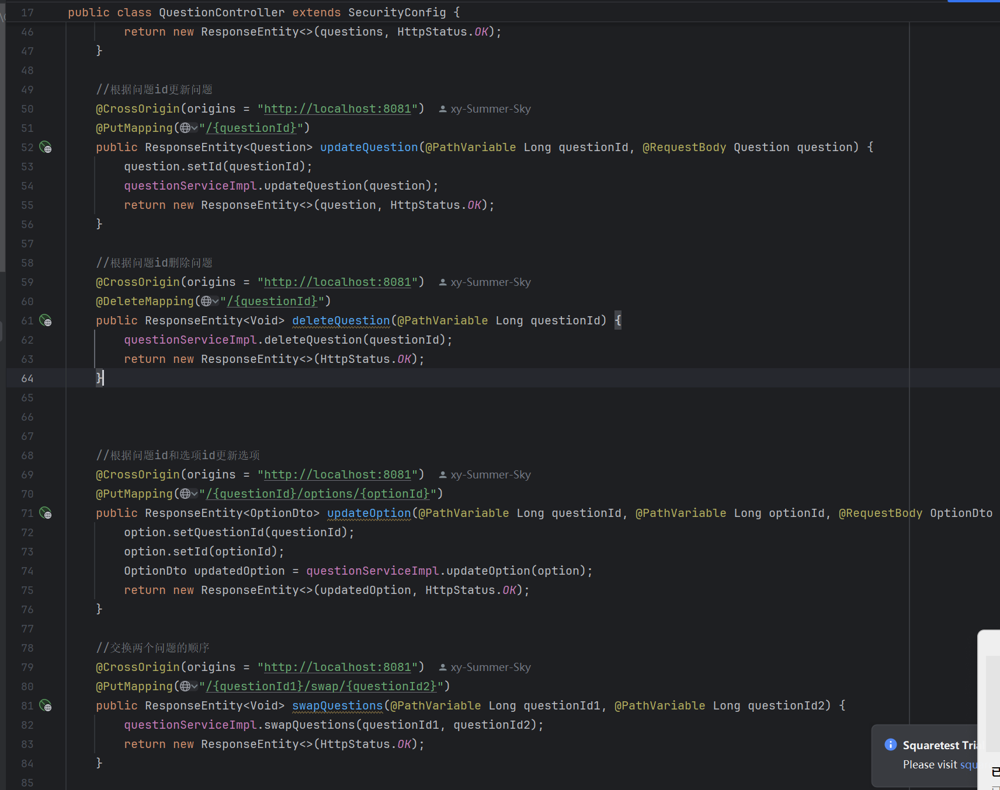 17 public class QuestionController extends SecurityConfig {
46 return new ResponseEntity<>(questions, HttpStatus.OK);
47 }
48
49 //根据问题id更新问题
50 @CrossOrigin(origins = "http://localhost:8081") xy-Summer-Sky
51 @PutMapping("/{questionId}")
52 public ResponseEntity<Question> updateQuestion(@PathVariable Long questionId, @RequestBody Question question) {
53 question.setId(questionId);
54 questionServiceImpl.updateQuestion(question);
55 return new ResponseEntity<>(question, HttpStatus.OK);
56 }
57
58 //根据问题id删除问题
59 @CrossOrigin(origins = "http://localhost:8081") xy-Summer-Sky
60 @DeleteMapping("/{questionId}")
61 public ResponseEntity<Void> deleteQuestion(@PathVariable Long questionId) {
62 questionServiceImpl.deleteQuestion(questionId);
63 return new ResponseEntity<>(HttpStatus.OK);
64 }
65
66
67
68 //根据问题id和选项id更新选项
69 @CrossOrigin(origins = "http://localhost:8081") xy-Summer-Sky
70 @PutMapping("/{questionId}/options/{optionId}")
71 public ResponseEntity<OptionDto> updateOption(@PathVariable Long questionId, @PathVariable Long optionId, @RequestBody OptionDto
72 option.setQuestionId(questionId);
73 option.setId(optionId);
74 OptionDto updatedOption = questionServiceImpl.updateOption(option);
75 return new ResponseEntity<>(updatedOption, HttpStatus.OK);
76 }
77
78 //交换两个问题的顺序
79 @CrossOrigin(origins = "http://localhost:8081") xy-Summer-Sky
80 @PutMapping("/{questionId1}/swap/{questionId2}")
81 public ResponseEntity<Void> swapQuestions(@PathVariable Long questionId1, @PathVariable Long questionId2) {
82 questionServiceImpl.swapQuestions(questionId1, questionId2);
83 return new ResponseEntity<>(HttpStatus.OK);
84 }
85
Squaretest Tri
Please visit squ